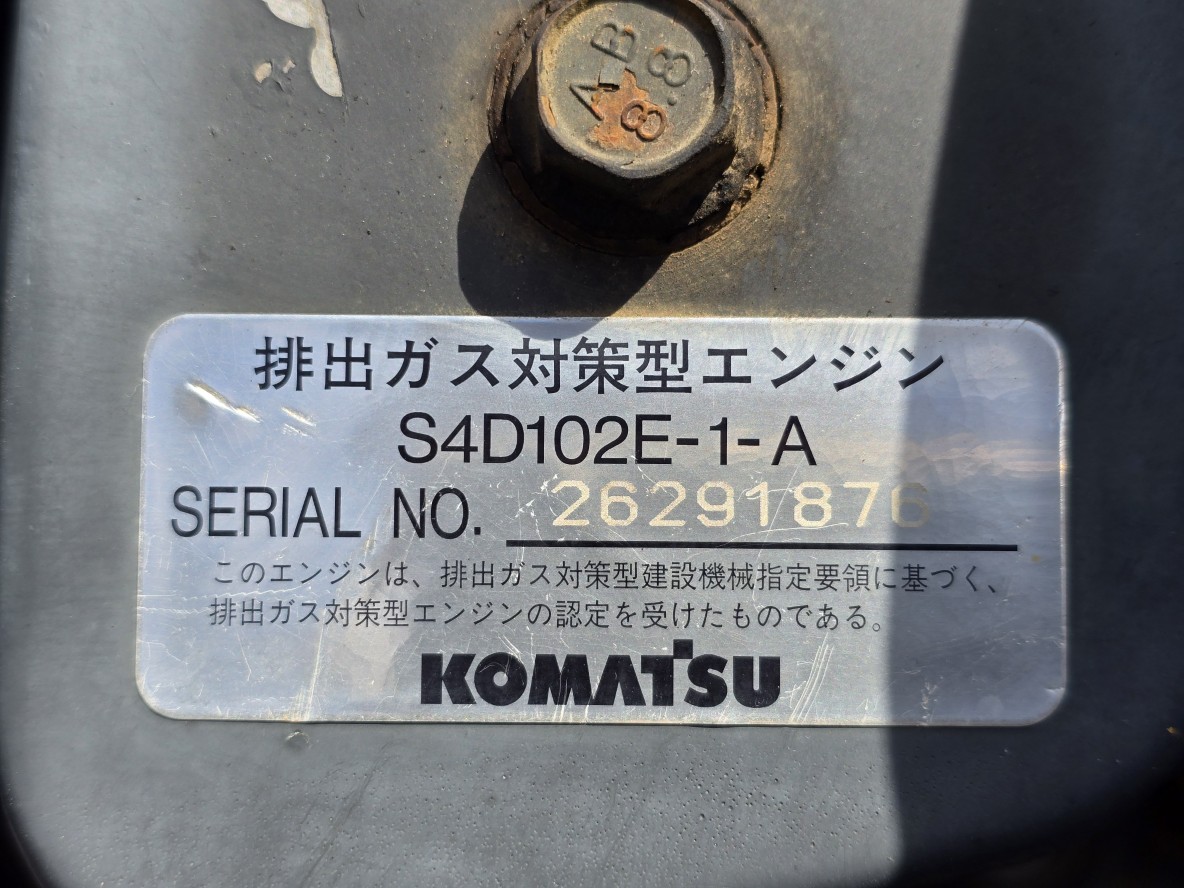 A-B
8.8
排出ガス対策型エンジン
S4D102E-1-A
SERIAL NO. 26291876
このエンジンは、排出ガス対策型建設機械指定要領に基づく、
排出ガス対策型エンジンの認定を受けたものである。
KOMATSU